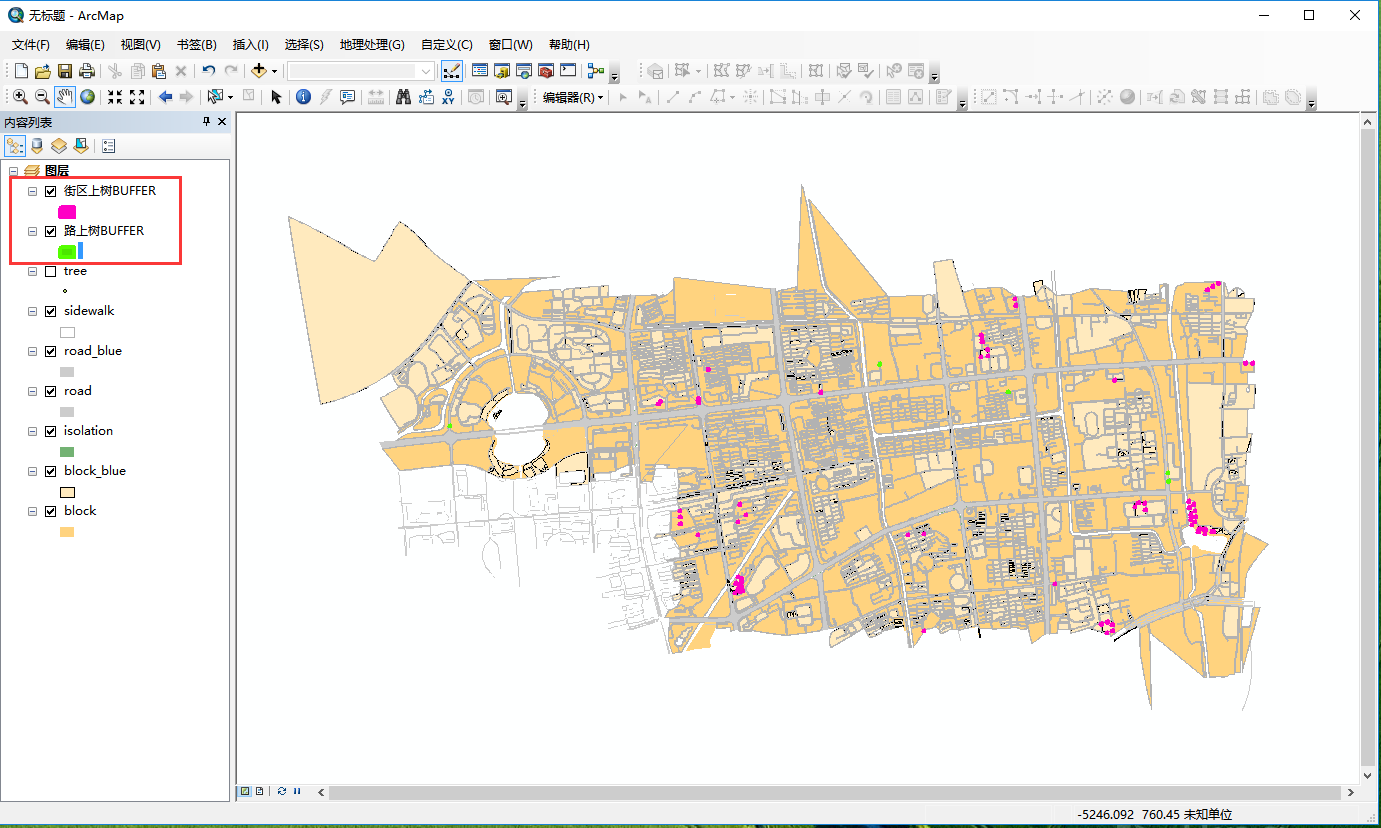 无标题 - ArcMap
文件(F) 编辑(E) 视图(V) 书签(B) 插入(I) 选择(S) 地理处理(G) 自定义(C) 窗口(W) 帮助(H)
编辑器(R)
内容列表
图层
街区上树BUFFER
路上树BUFFER
tree
sidewalk
road_blue
road
isolation
block_blue
block
-5246.092 760.45 未知单位